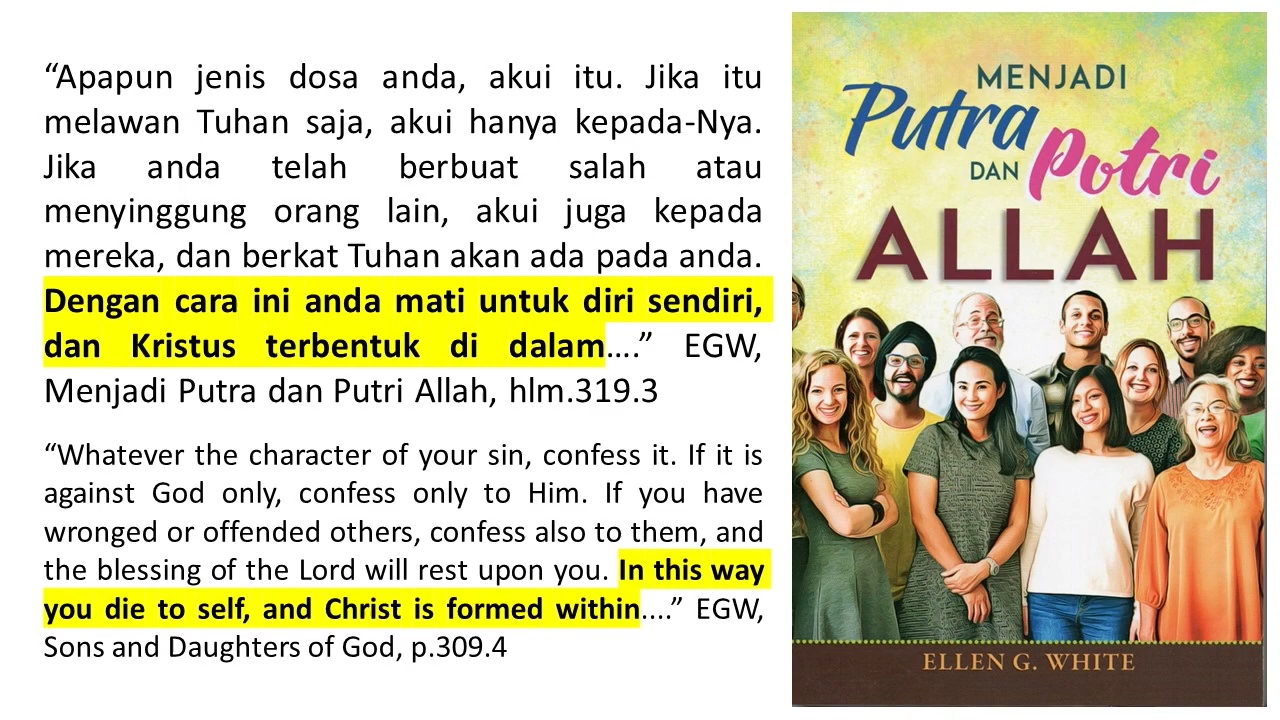 “Apapun jenis dosa anda, akui itu. Jika itu
melawan Tuhan saja, akui hanya kepada-Nya.
Jika anda telah berbuat salah atau
menyinggung orang lain, akui juga kepada
mereka, dan berkat Tuhan akan ada pada anda.
Dengan cara ini anda mati untuk diri sendiri,
dan Kristus terbentuk di dalam....” EGW,
Menjadi Putra dan Putri Allah, hlm.319.3
“Whatever the character of your sin, confess it. If it is
against God only, confess only to Him. If you have
wronged or offended others, confess also to them, and
the blessing of the Lord will rest upon you. In this way
you die to self, and Christ is formed within....” EGW,
Sons and Daughters of God, p.309.4
MENJADI
Putra
DAN Potri
ALLAH
ELLEN G. WHITE